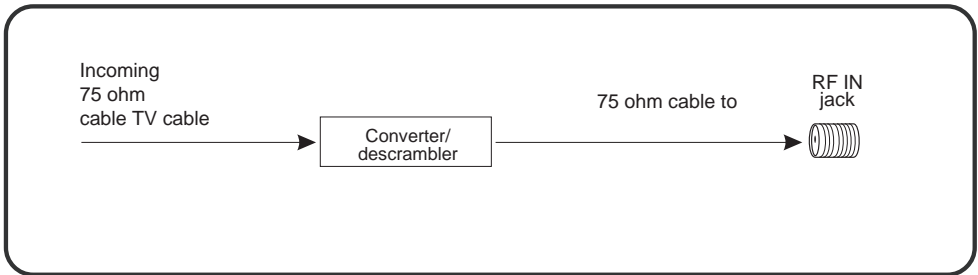 Incoming
75 ohm
cable TV cable
Converter/
descrambler
75 ohm cable to
RF IN
jack